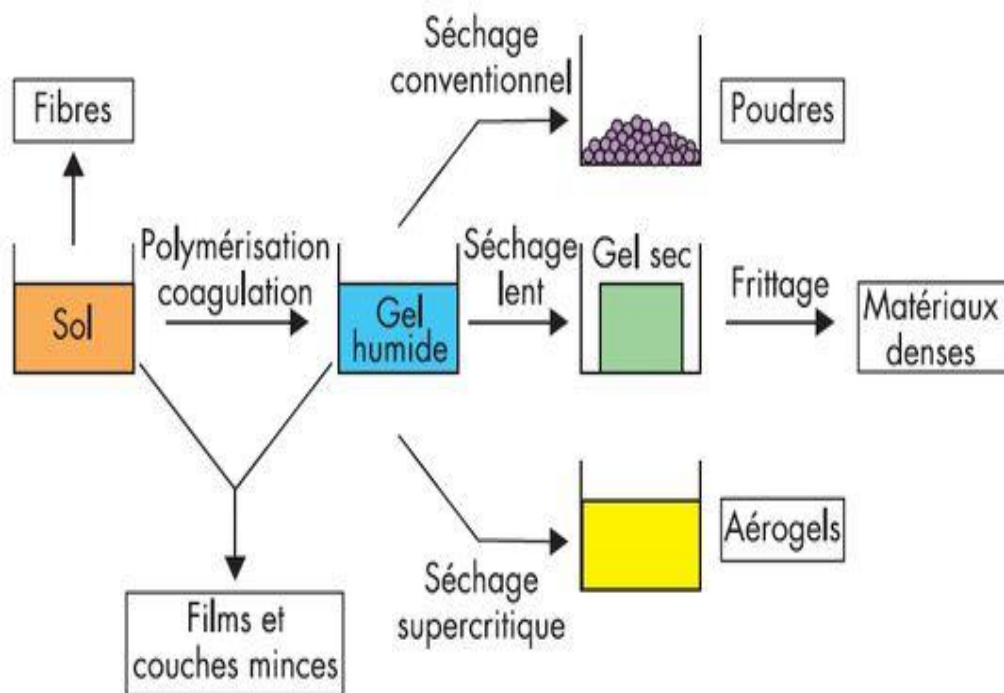 Séchage
conventionnel
Fibres
Poudres
Polymérisation
coagulation
Séchage
lent
Gel sec
Frittage
Sol
Gel
humide
Matériaux
denses
Aérogels
Séchage
supercritique
Films et
couches minces